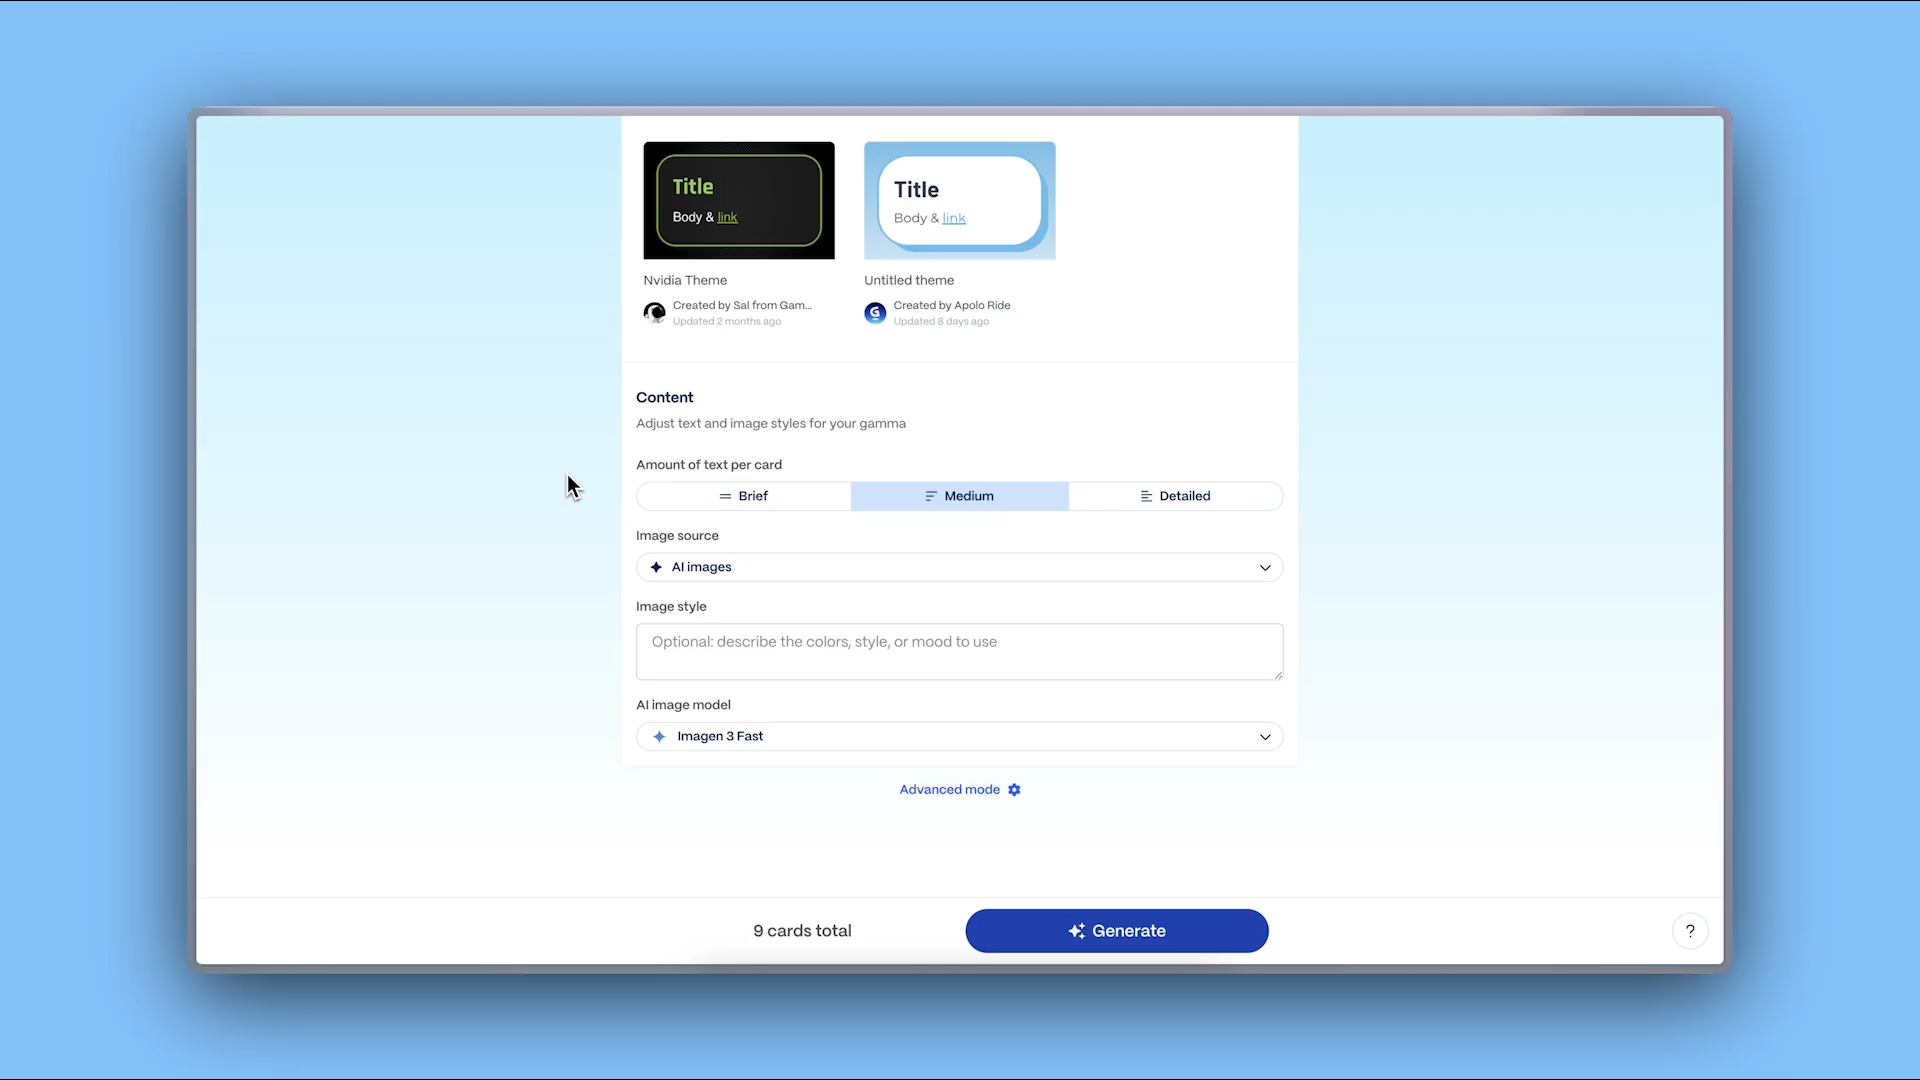 Title
Body & link
Title
Body & link
Nvidia Theme
Untitled theme
Created by Sal from Gam...
Updated 2 months ago
Created by Apolo Ride
Updated 8 days ago
Content
Adjust text and image styles for your gamma
Amount of text per card
Brief
Medium
Detailed
Image source
AI images
Image style
Optional: describe the colors, style, or mood to use
AI image model
Imagen 3 Fast
Advanced mode
9 cards total
Generate
?